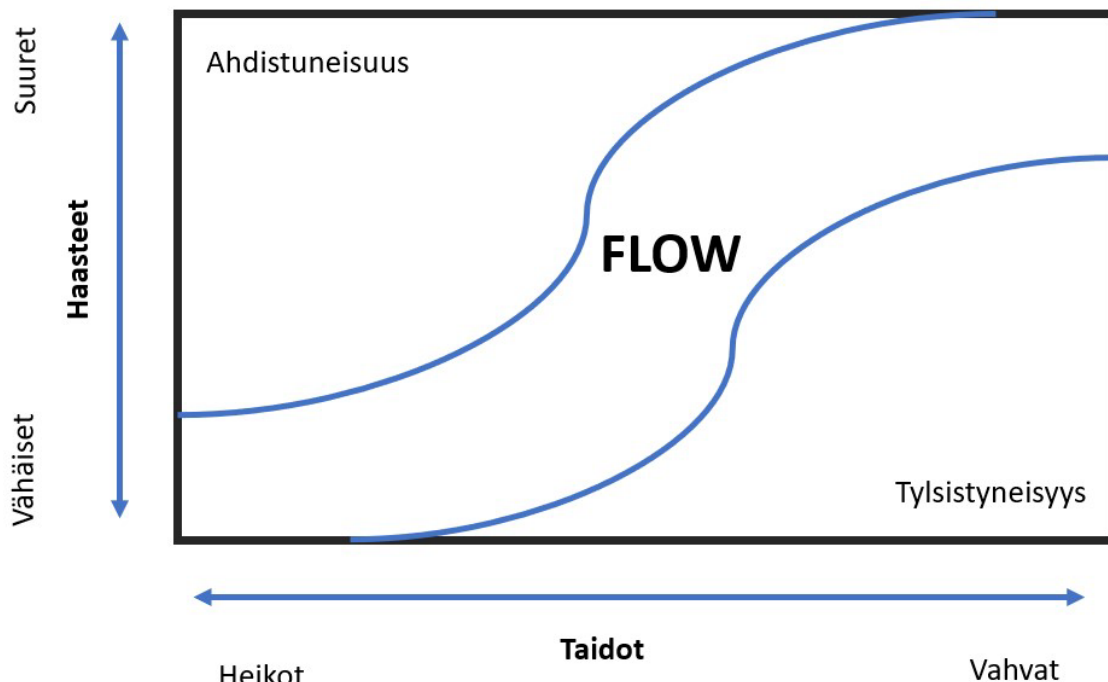 Suuret
Ahdistuneisuus
Haasteet
FLOW
Vähäiset
Tylsistyneisyys
Taidot
Heikot
Vahvat